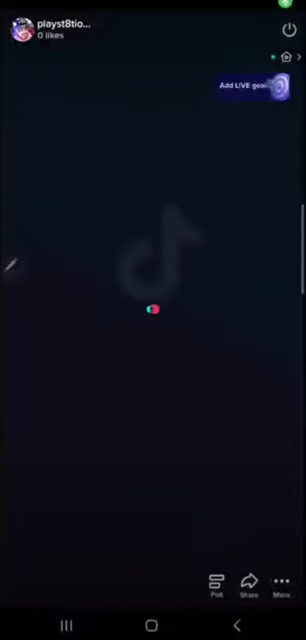 playst8tio...
0 likes
Add LIVE goal
Poll
Share
More